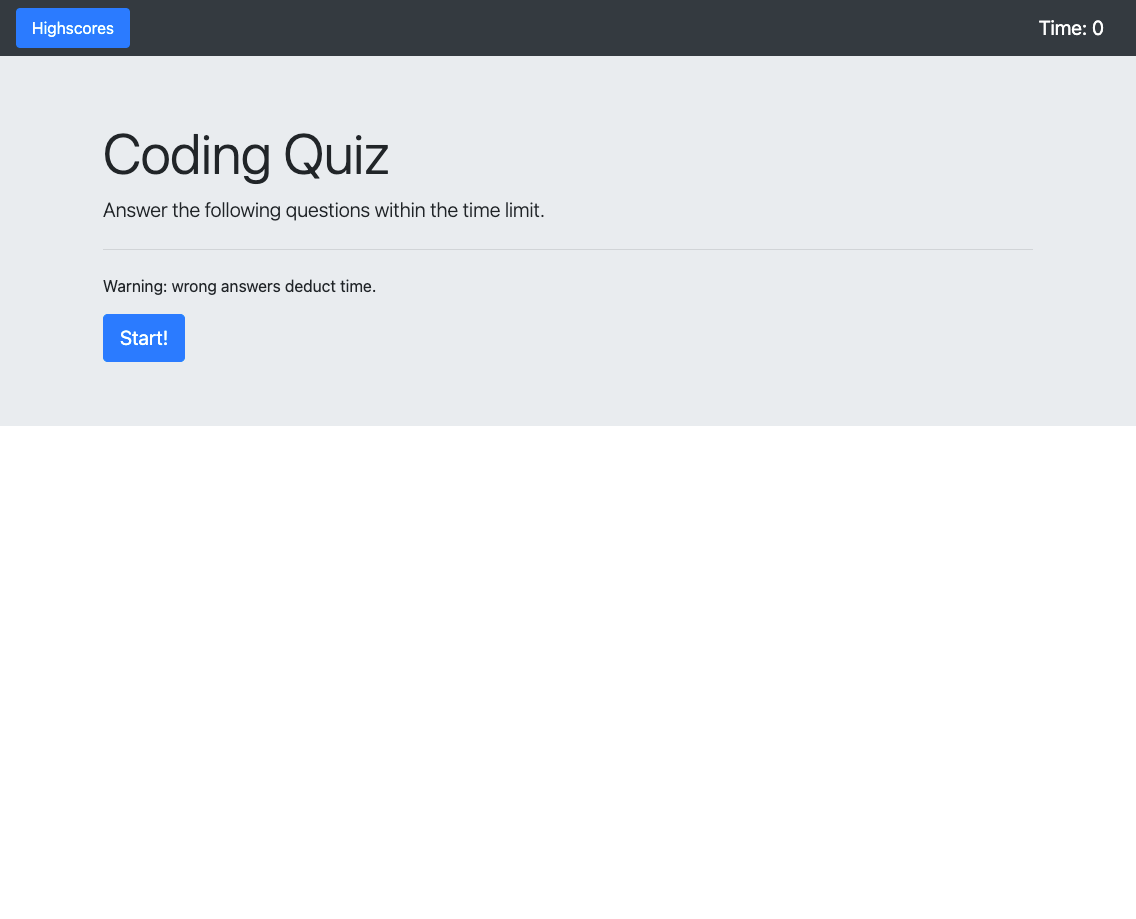 Highscores
Time: 0
Coding Quiz
Answer the following questions within the time limit.
Warning: wrong answers deduct time.
Start!